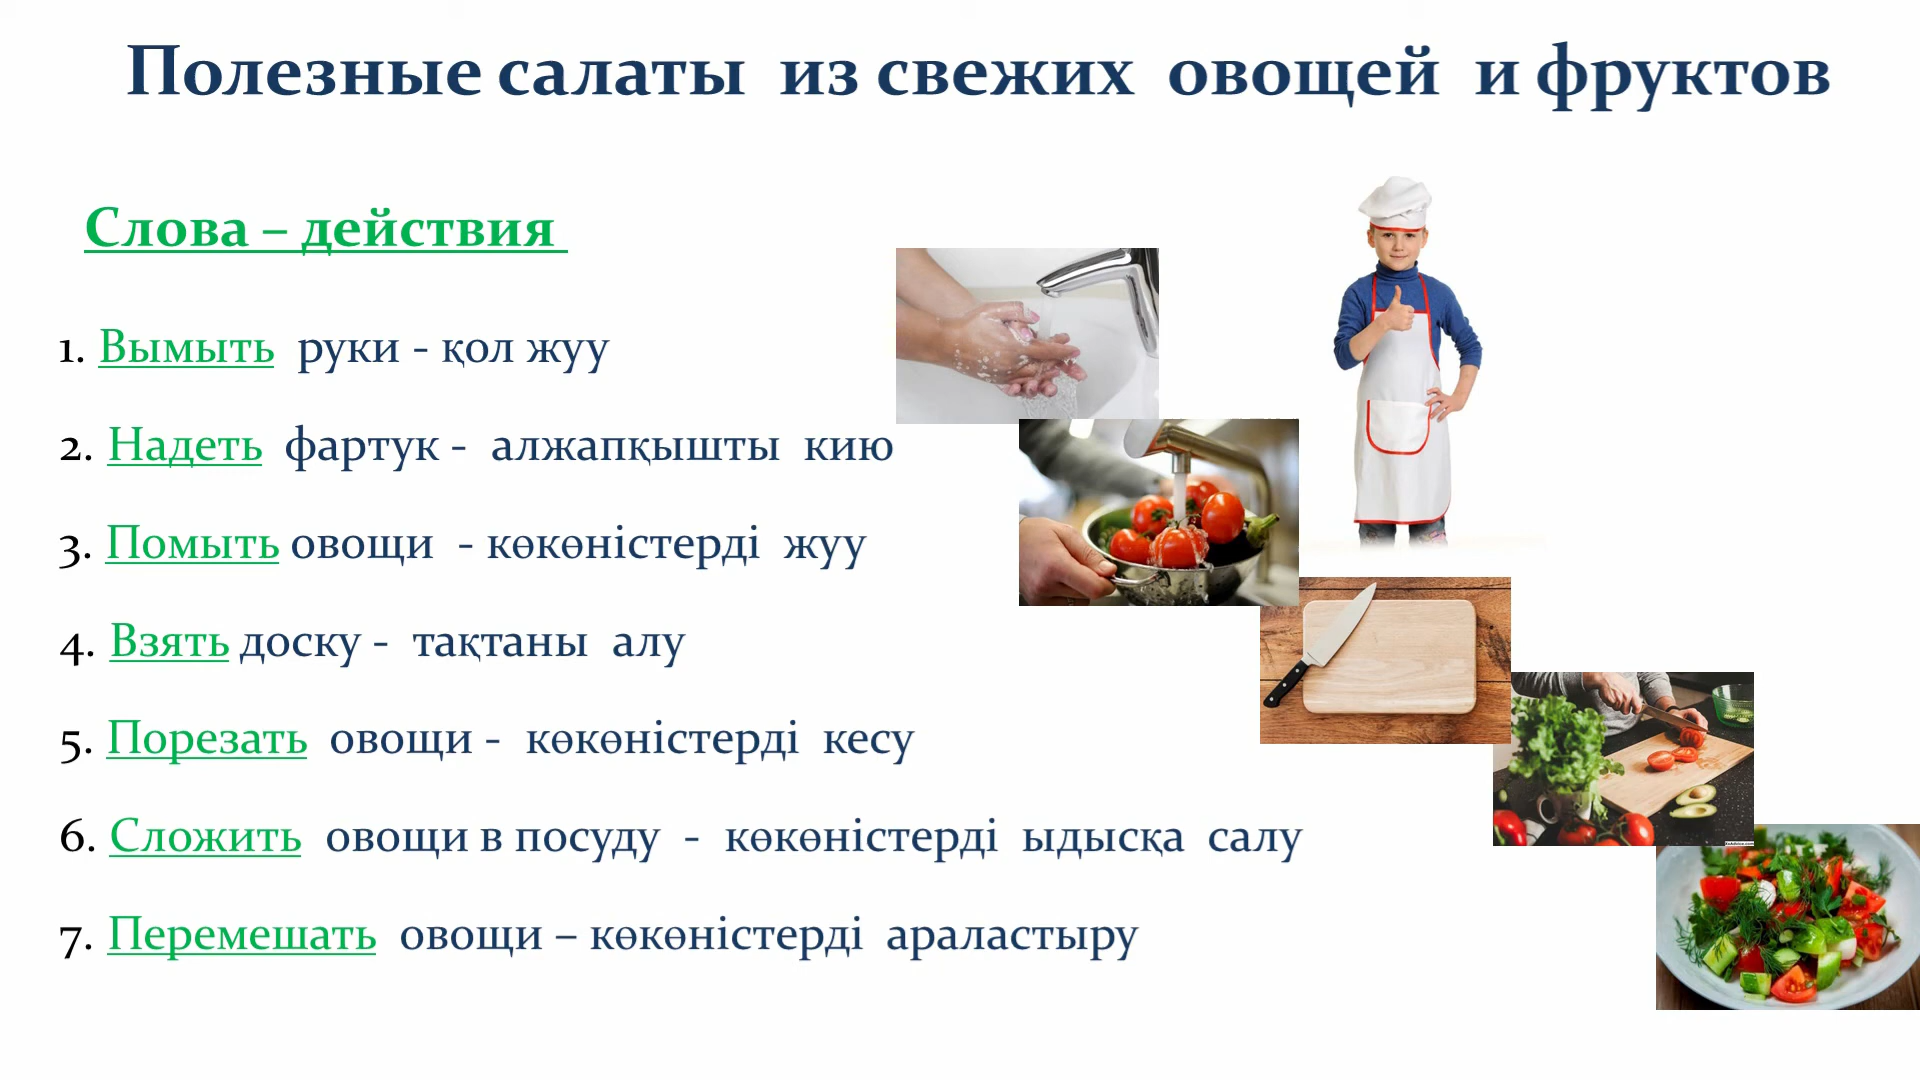 Полезные салаты из свежих овощей и фруктов
Слова – действия
1. Вымыть руки - қол жуу
2. Надеть фартук - алжапқышты кию
3. Помыть овощи - көкөністерді жуу
4. Взять доску - тақтаны алу
5. Порезать овощи - көкөністерді кесу
6. Сложить овощи в посуду - көкөністерді ыдысқа салу
7. Перемешать овощи – көкөністерді араластыру